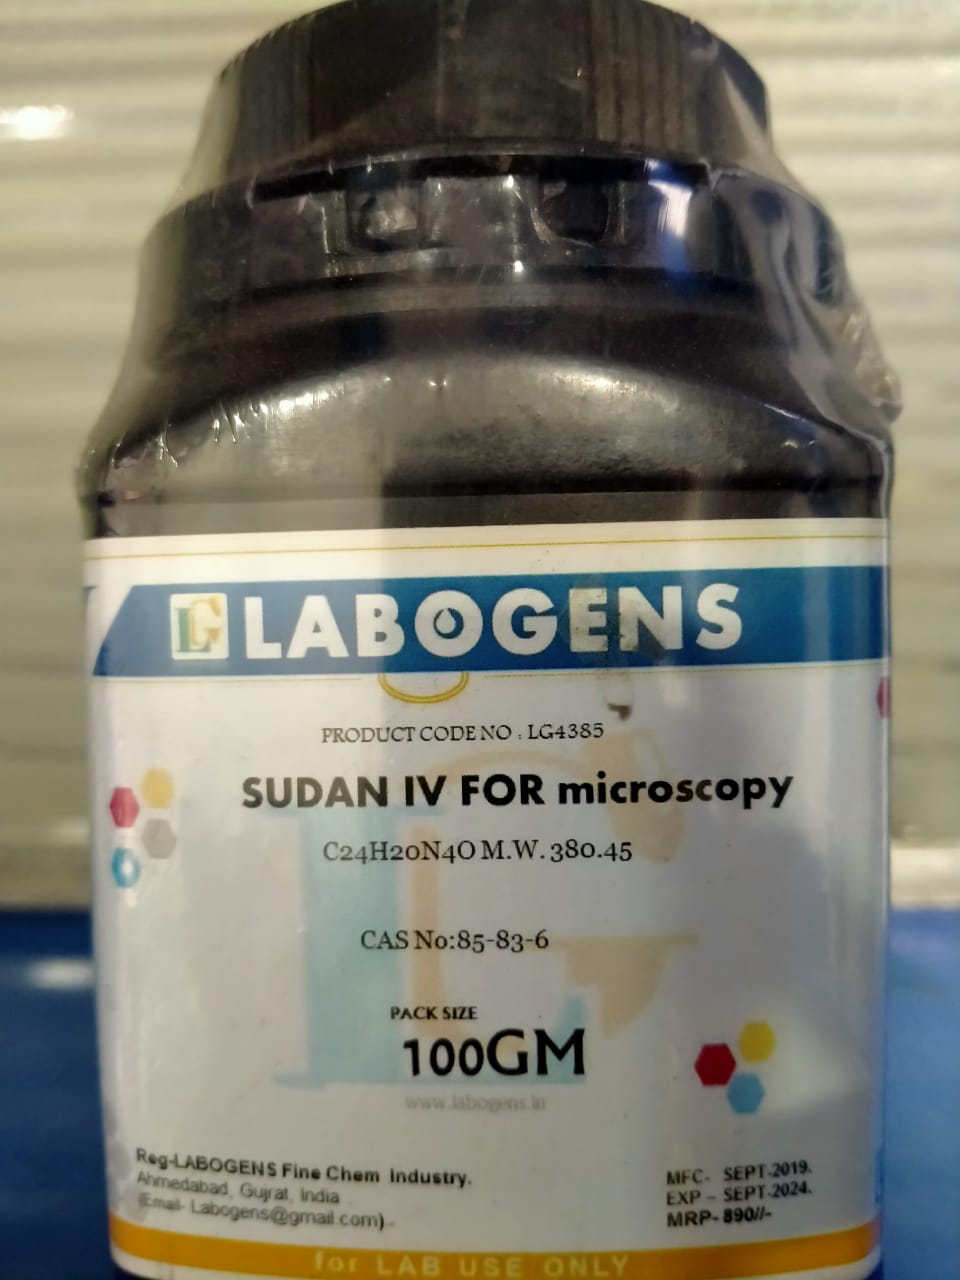 LG LABOGENS
PRODUCT CODE NO : LG4385
SUDAN IV FOR microscopy
C24H20N4O M.W. 380.45
CAS No:85-83-6
PACK SIZE
100GM
www.labogens.in
Reg-LABOGENS Fine Chem Industry.
Ahmedabad, Gujrat, India
(Email- Labogens@gmail.com)-
MFC- SEPT-2019.
EXP - SEPT-2024.
MRP- 890//-
for LAB USE ONLY